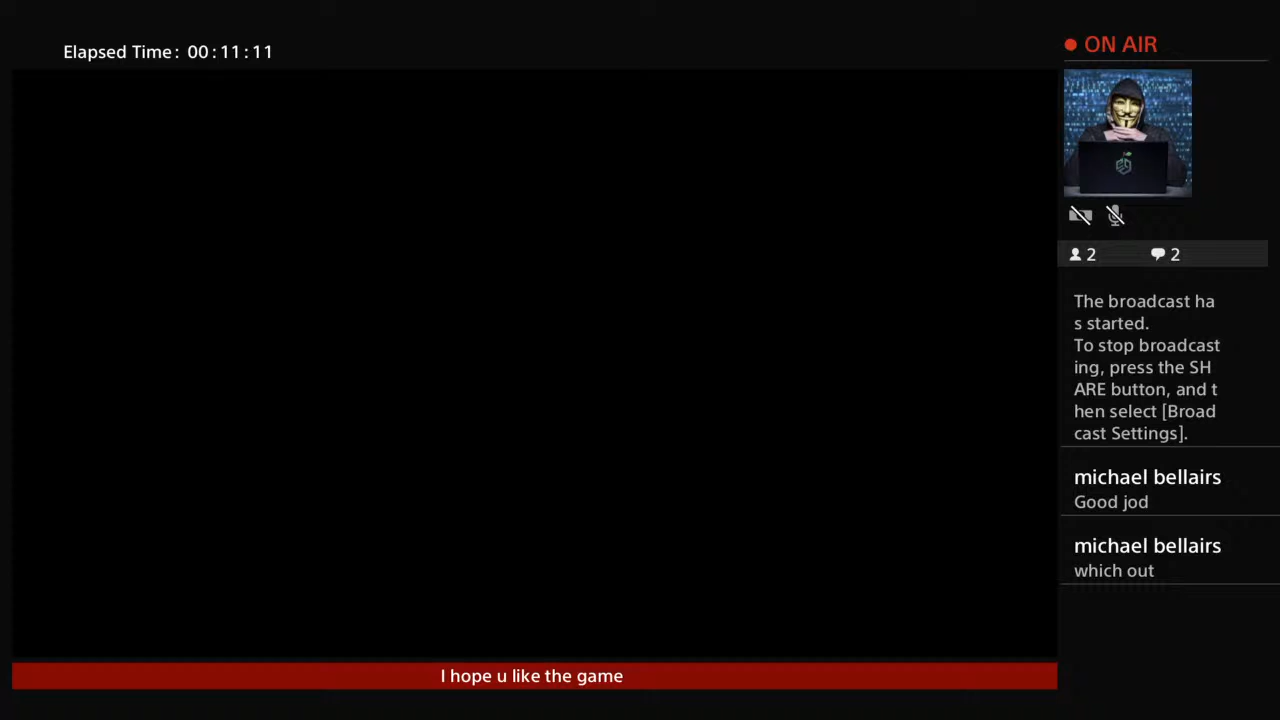 Elapsed Time: 00:11:11
ON AIR
2 2
The broadcast ha
s started.
To stop broadcast
ing, press the SH
ARE button, and t
hen select [Broad
cast Settings].
michael bellairs
Good jod
michael bellairs
which out
I hope u like the game